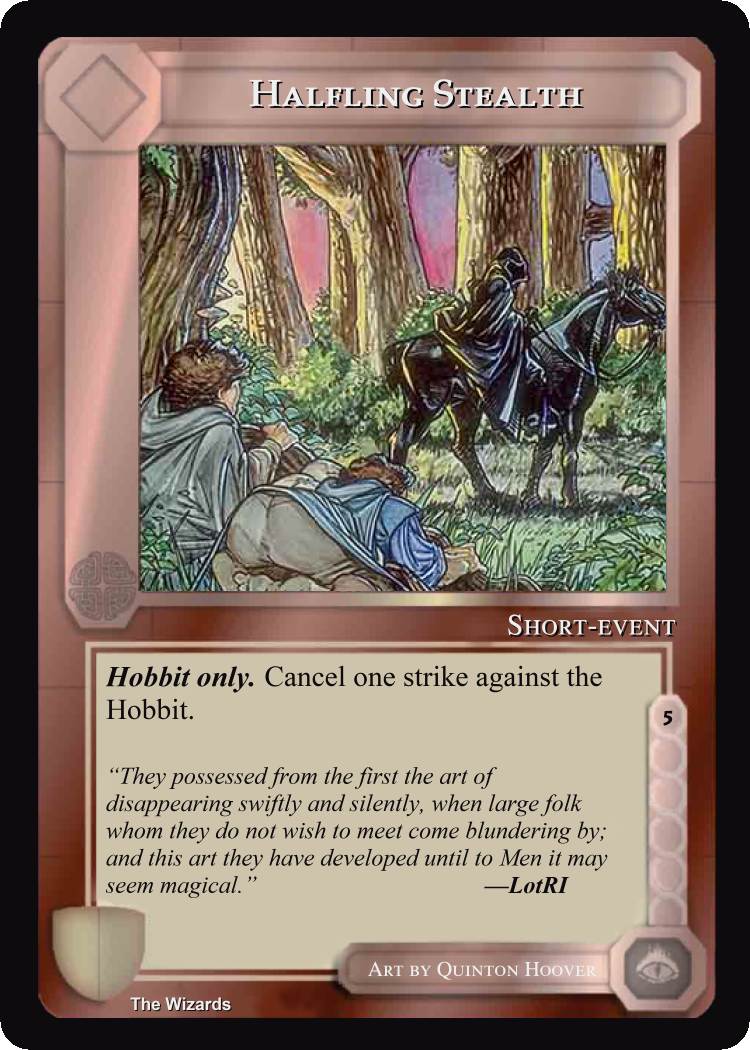 Halfling Stealth
Short-event
Hobbit only. Cancel one strike against the
Hobbit.
5
“They possessed from the first the art of
disappearing swiftly and silently, when large folk
whom they do not wish to meet come blundering by;
and this art they have developed until to Men it may
seem magical.” —LotRI
Art by Quinton Hoover
The Wizards